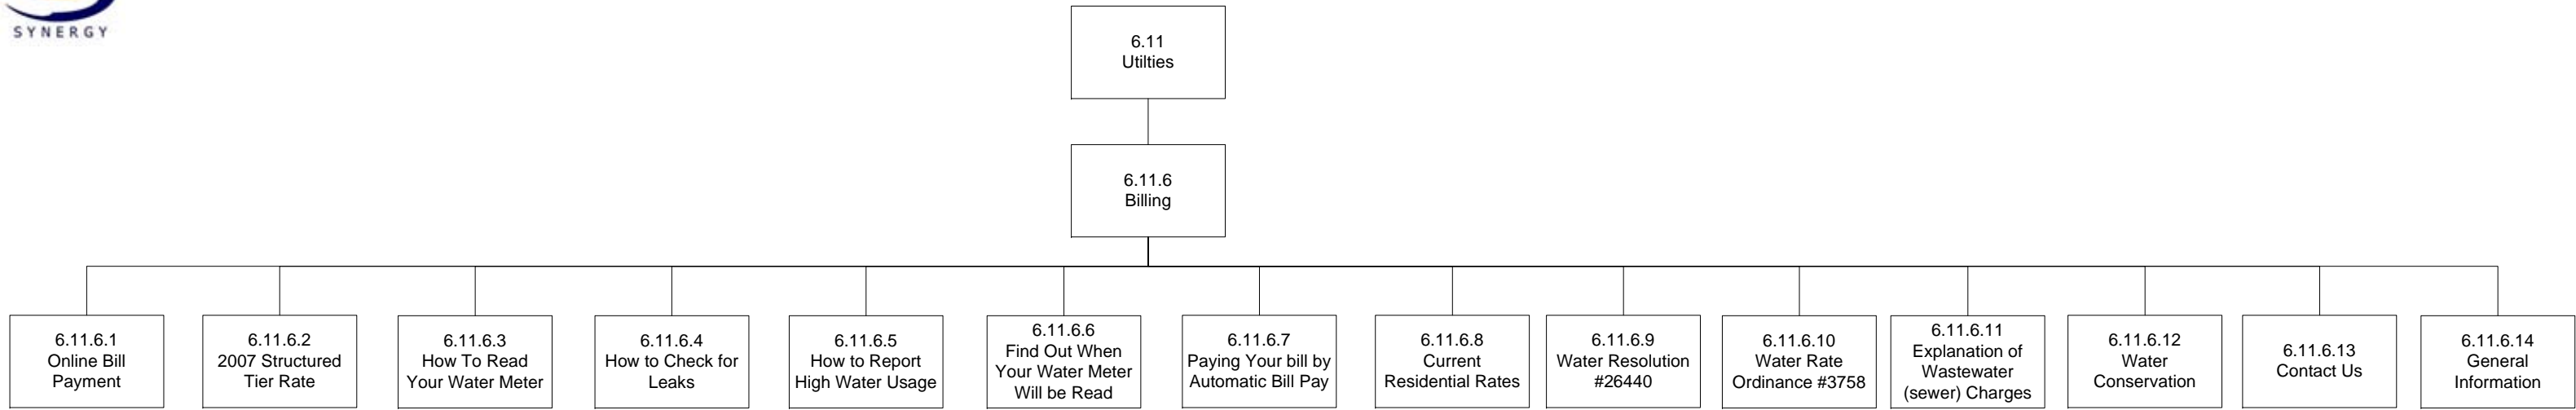 SYNERGY
6.11
Utilties
6.11.6
Billing
6.11.6.1
Online Bill
Payment
6.11.6.2
2007 Structured
Tier Rate
6.11.6.3
How To Read
Your Water Meter
6.11.6.4
How to Check for
Leaks
6.11.6.5
How to Report
High Water Usage
6.11.6.6
Find Out When
Your Water Meter
Will be Read
6.11.6.7
Paying Your bill by
Automatic Bill Pay
6.11.6.8
Current
Residential Rates
6.11.6.9
Water Resolution
#26440
6.11.6.10
Water Rate
Ordinance #3758
6.11.6.11
Explanation of
Wastewater
(sewer) Charges
6.11.6.12
Water
Conservation
6.11.6.13
Contact Us
6.11.6.14
General
Information